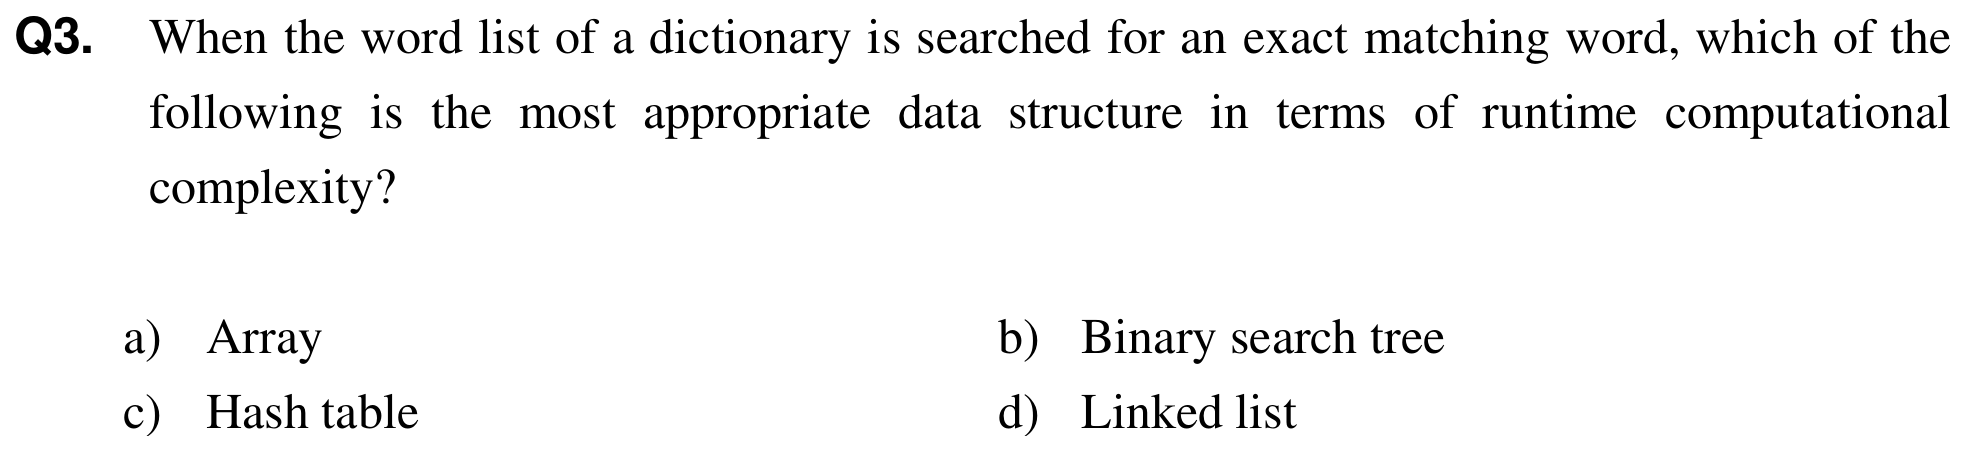 Q3. When the word list of a dictionary is searched for an exact matching word, which of the
following is the most appropriate data structure in terms of runtime computational
complexity?
a) Array b) Binary search tree
c) Hash table d) Linked list